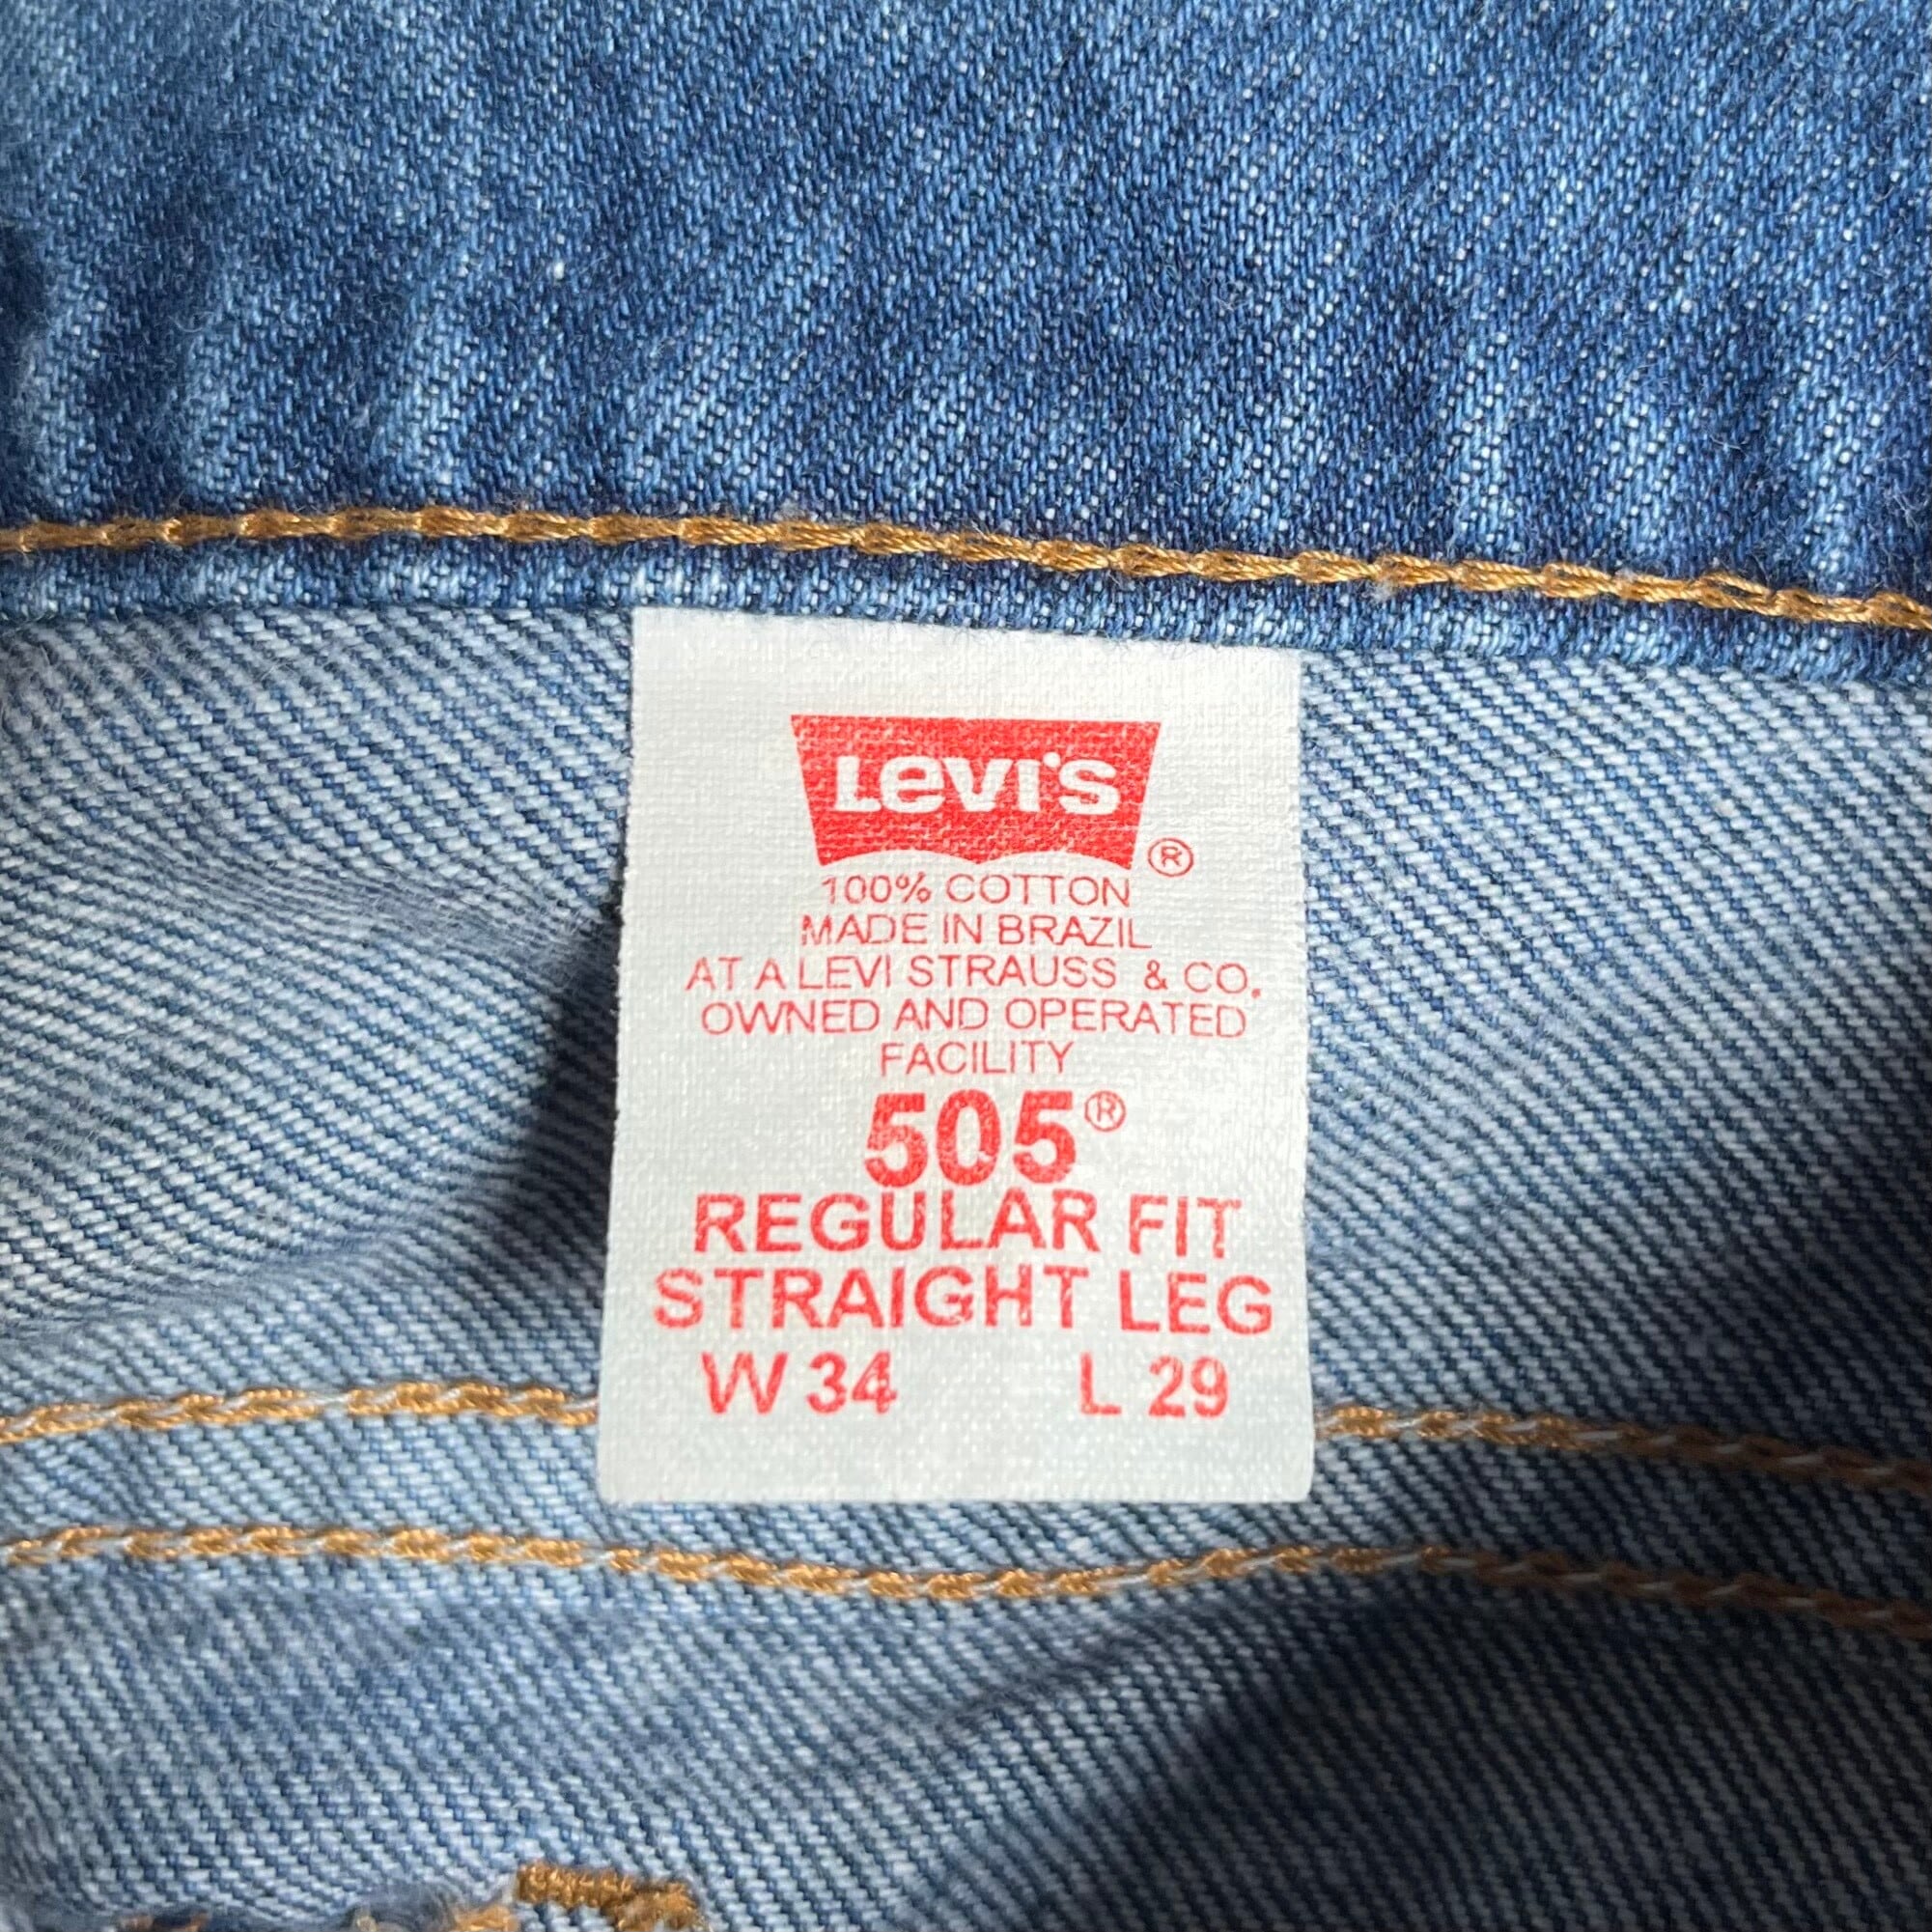 LEVI'S ®
100% COTTON
MADE IN BRAZIL
AT A LEVI STRAUSS & CO.
OWNED AND OPERATED
FACILITY
505®
REGULAR FIT
STRAIGHT LEG
W 34 L 29